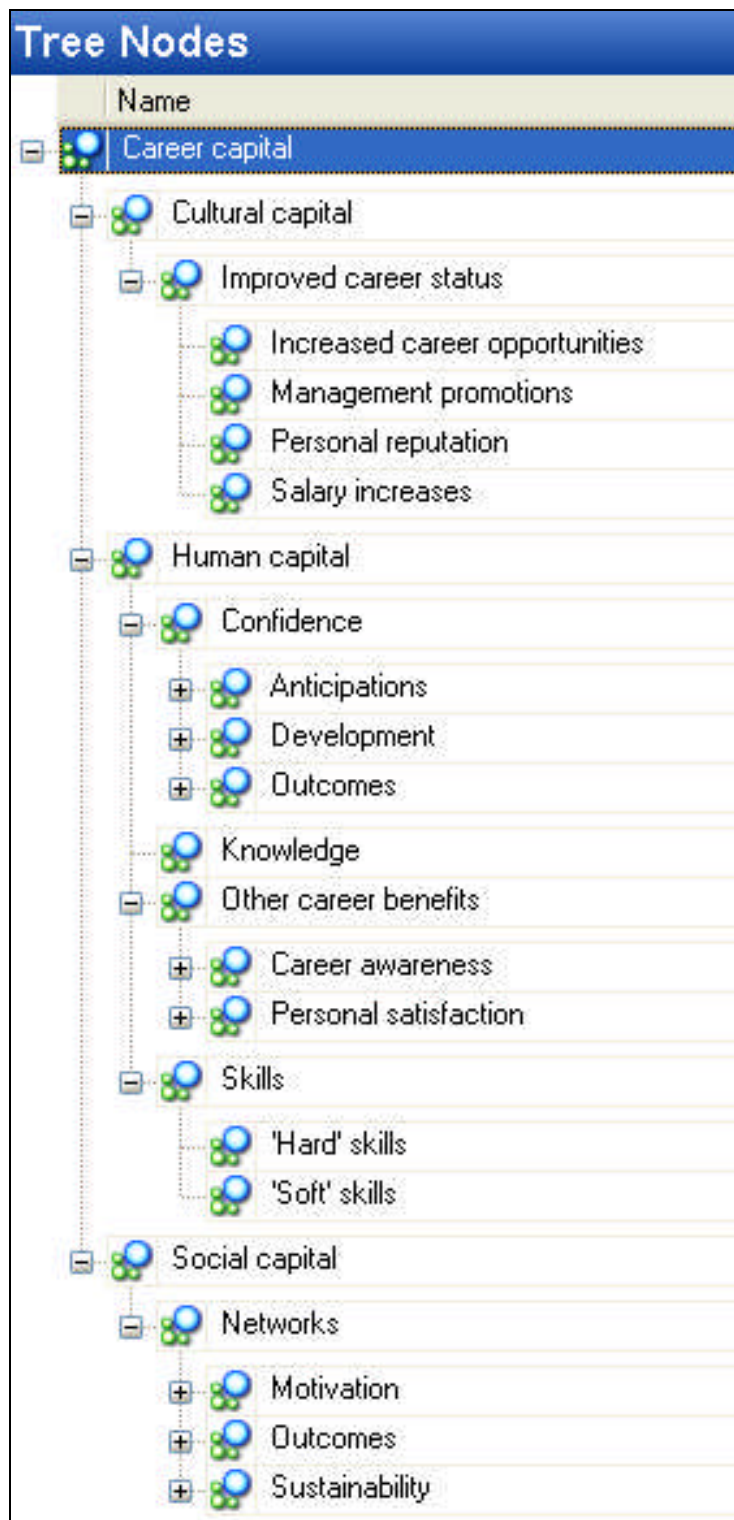 Tree Nodes
Name
Career capital
Cultural capital
Improved career status
Increased career opportunities
Management promotions
Personal reputation
Salary increases
Human capital
Confidence
Anticipations
Development
Outcomes
Knowledge
Other career benefits
Career awareness
Personal satisfaction
Skills
'Hard' skills
'Soft' skills
Social capital
Networks
Motivation
Outcomes
Sustainability